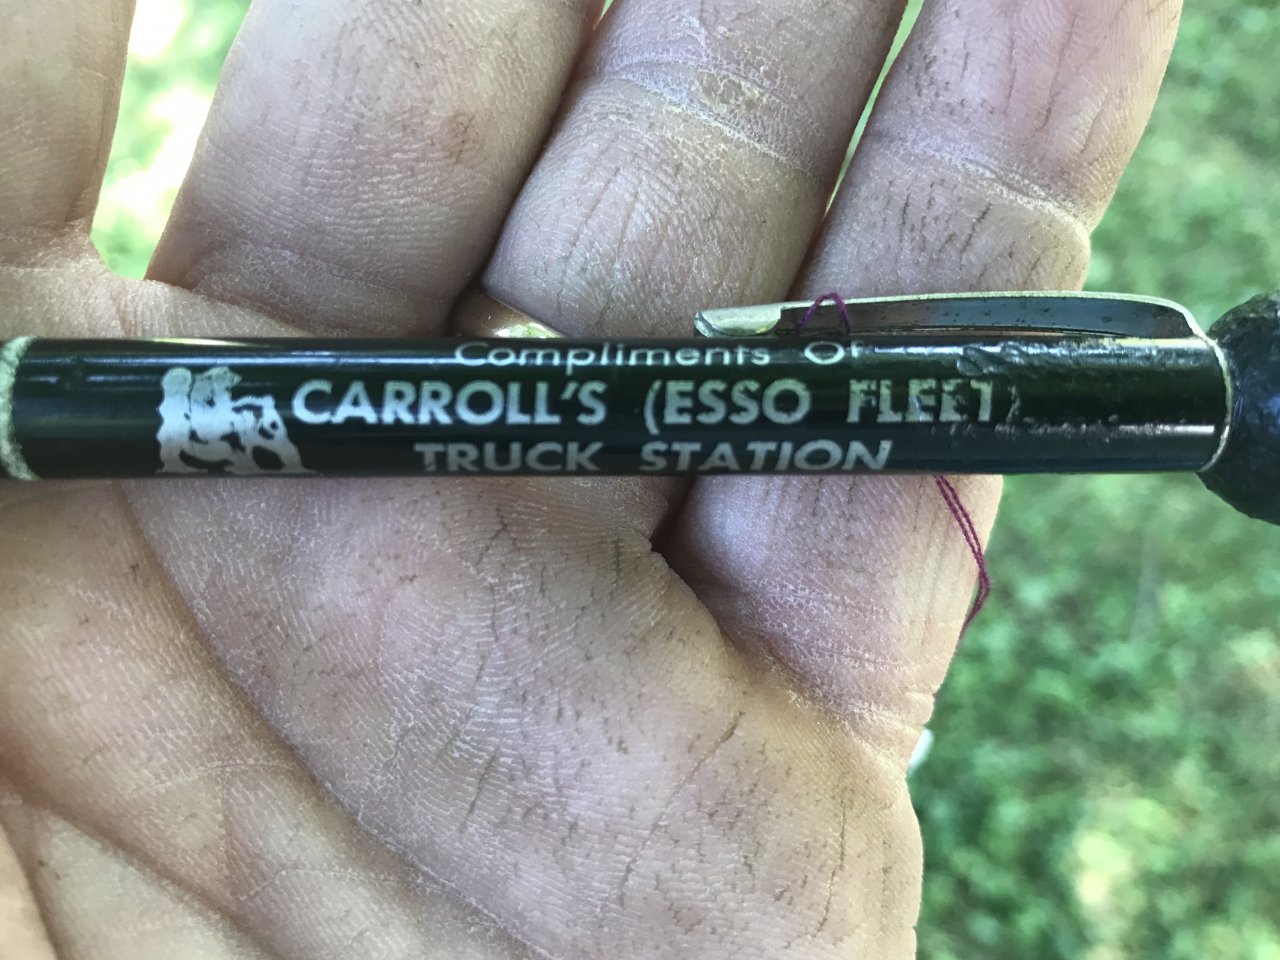 Compliments Of
CARROLL'S (ESSO FLEET)
TRUCK STATION